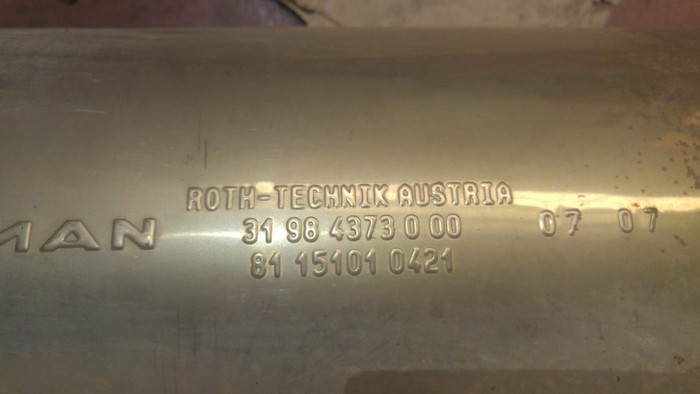 ROTH-TECHNIK AUSTRIA
MAN 31 98 4373 0 00 07 07
81 15101 0421